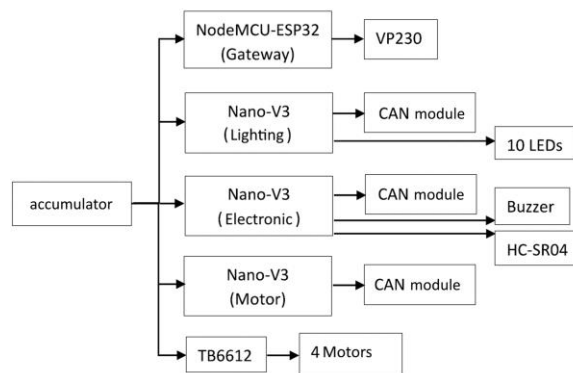 NodeMCU-ESP32
(Gateway)
VP230
Nano-V3
(Lighting)
CAN module
10 LEDs
accumulator
Nano-V3
(Electronic)
CAN module
Buzzer
HC-SR04
Nano-V3
(Motor)
CAN module
TB6612
4 Motors